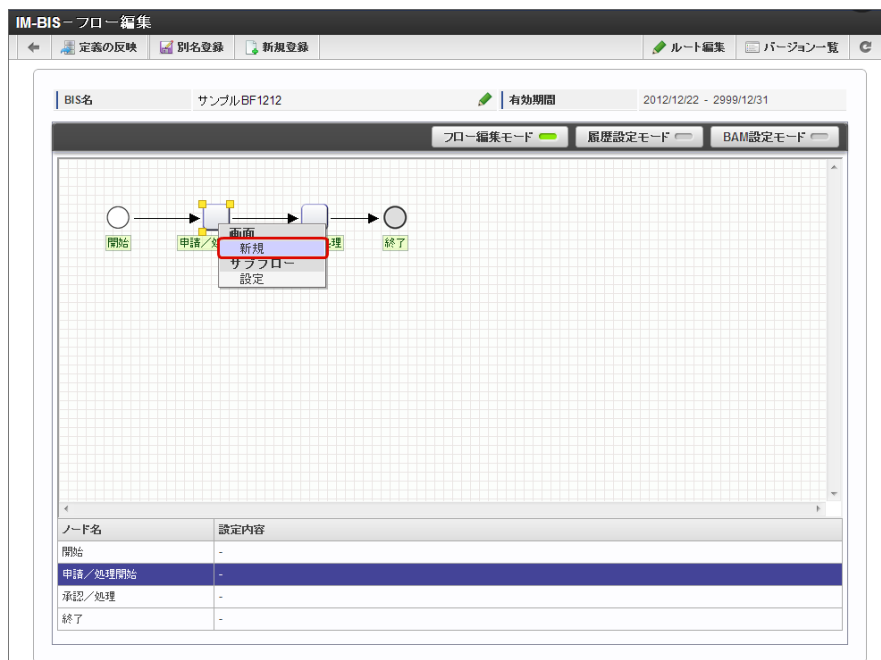 IM-BIS－フロー編集
定義の反映 別名登録 新規登録 ルート編集 バージョン一覧
BIS名 サンプルBF1212 有効期間 2012/12/22 - 2999/12/31
フロー編集モード 履歴設定モード BAM設定モード
開始 申請／処 理 終了
画面
新規
サブフロー
設定
ノード名 設定内容
開始 -
申請／処理開始 -
承認／処理 -
終了 -